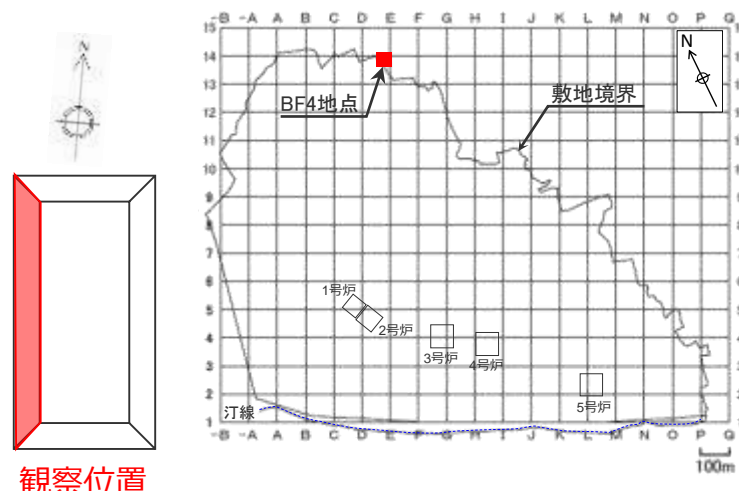 N
観察位置
-B -A A B C D E F G H I J K L M N O P Q
15
14
13
12
11
10
9
8
7
6
5
4
3
2
1
BF4地点
敷地境界
N
1号炉
2号炉
3号炉
4号炉
5号炉
汀線
-B -A A B C D E F G H I J K L M N O P Q
100m